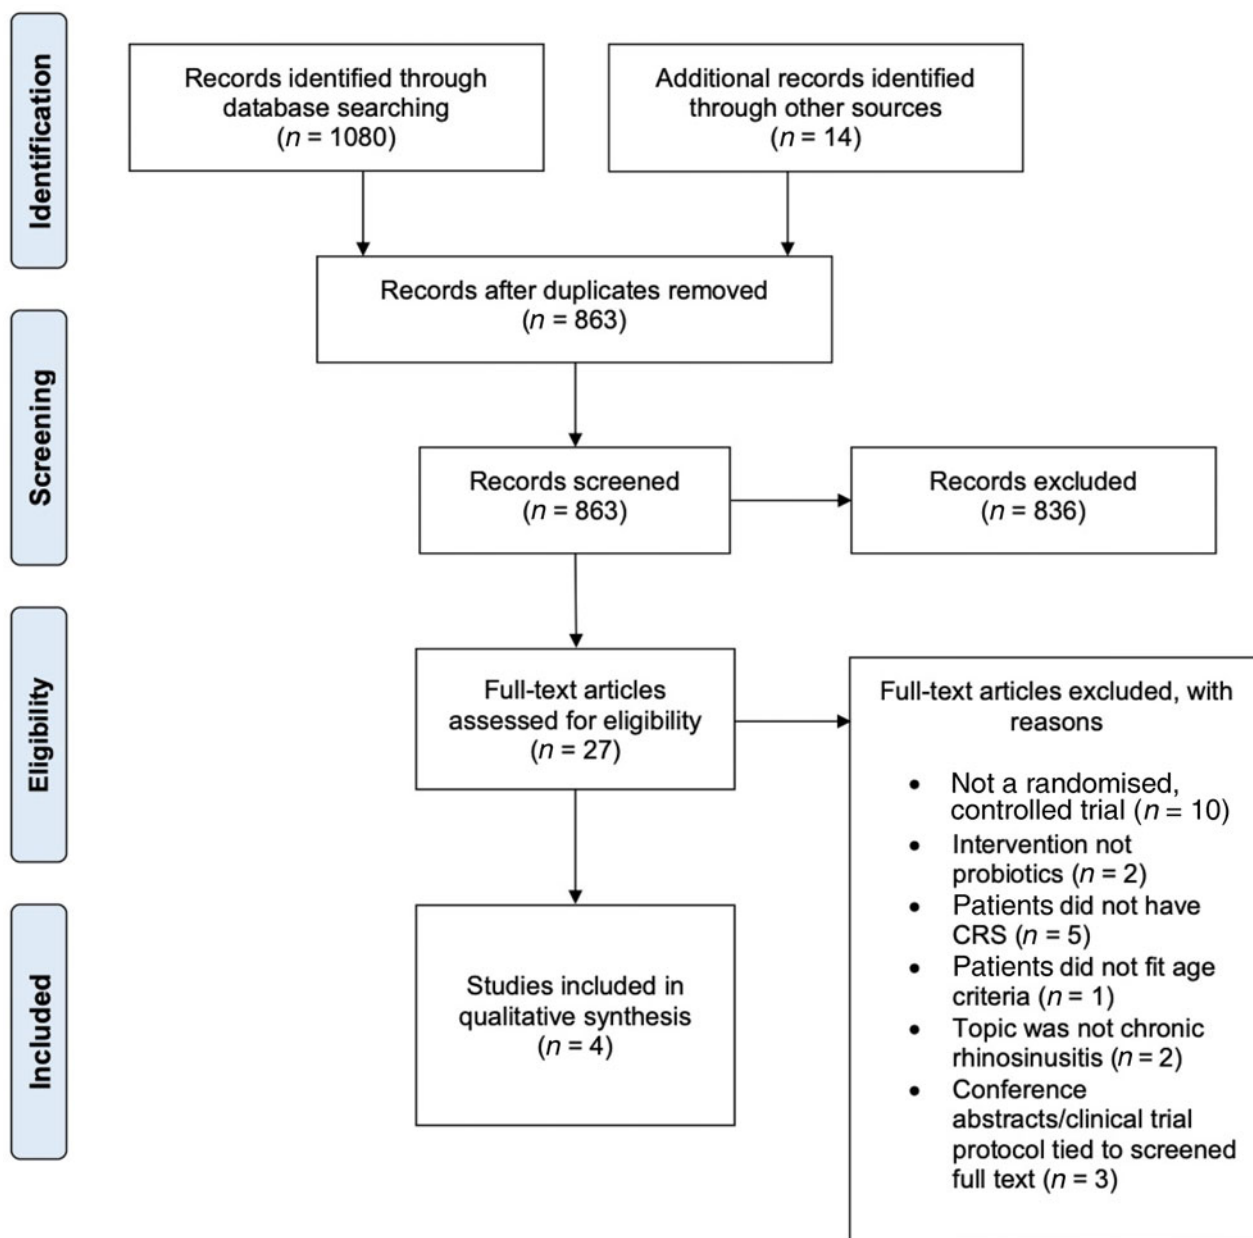 Identification
Records identified through
database searching
(n = 1080)
Additional records identified
through other sources
(n = 14)
Records after duplicates removed
(n = 863)
Screening
Records screened
(n = 863)
Records excluded
(n = 836)
Eligibility
Full-text articles
assessed for eligibility
(n = 27)
Full-text articles excluded, with
reasons
• Not a randomised,
controlled trial (n = 10)
• Intervention not
probiotics (n = 2)
• Patients did not have
CRS (n = 5)
• Patients did not fit age
criteria (n = 1)
• Topic was not chronic
rhinosinusitis (n = 2)
• Conference
abstracts/clinical trial
protocol tied to screened
full text (n = 3)
Included
Studies included in
qualitative synthesis
(n = 4)